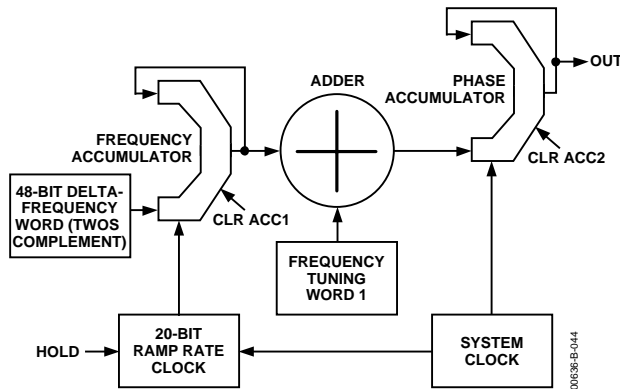 ADDER
PHASE
ACCUMULATOR
OUT
FREQUENCY
ACCUMULATOR
CLR ACC2
48-BIT DELTA-
FREQUENCY
WORD (TWOS
COMPLEMENT)
CLR ACC1
FREQUENCY
TUNING
WORD 1
HOLD
20-BIT
RAMP RATE
CLOCK
SYSTEM
CLOCK
00636-B-044